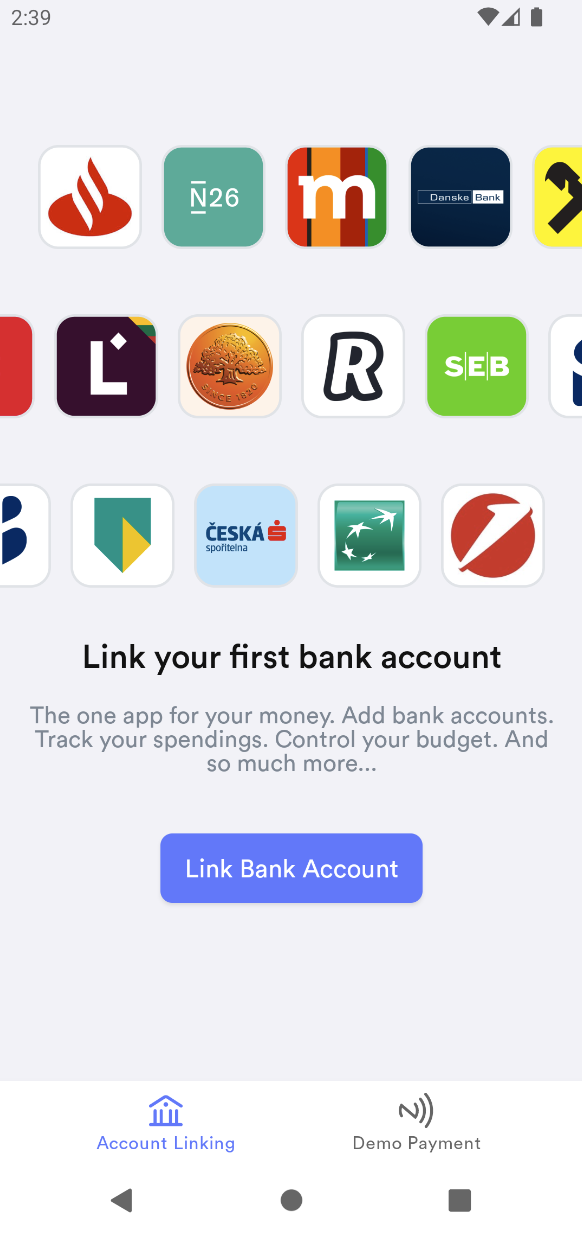 2:39
N26
m
Danske Bank
L
SINCE 1820
R
S|E|B
ČESKÁ
spořitelna
Link your first bank account
The one app for your money. Add bank accounts.
Track your spendings. Control your budget. And
so much more...
Link Bank Account
Account Linking
Demo Payment